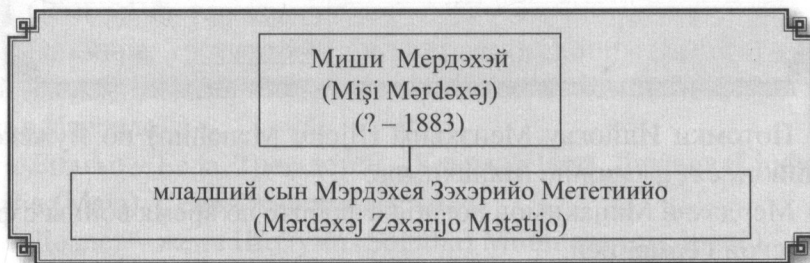 Миши Мердэхэй
(Mişi Mərdəxəj)
(? – 1883)
младший сын Мэрдэхея Зэхэрийо Мететиийо
(Mərdəxəj Zəxərijo Mətətijo)